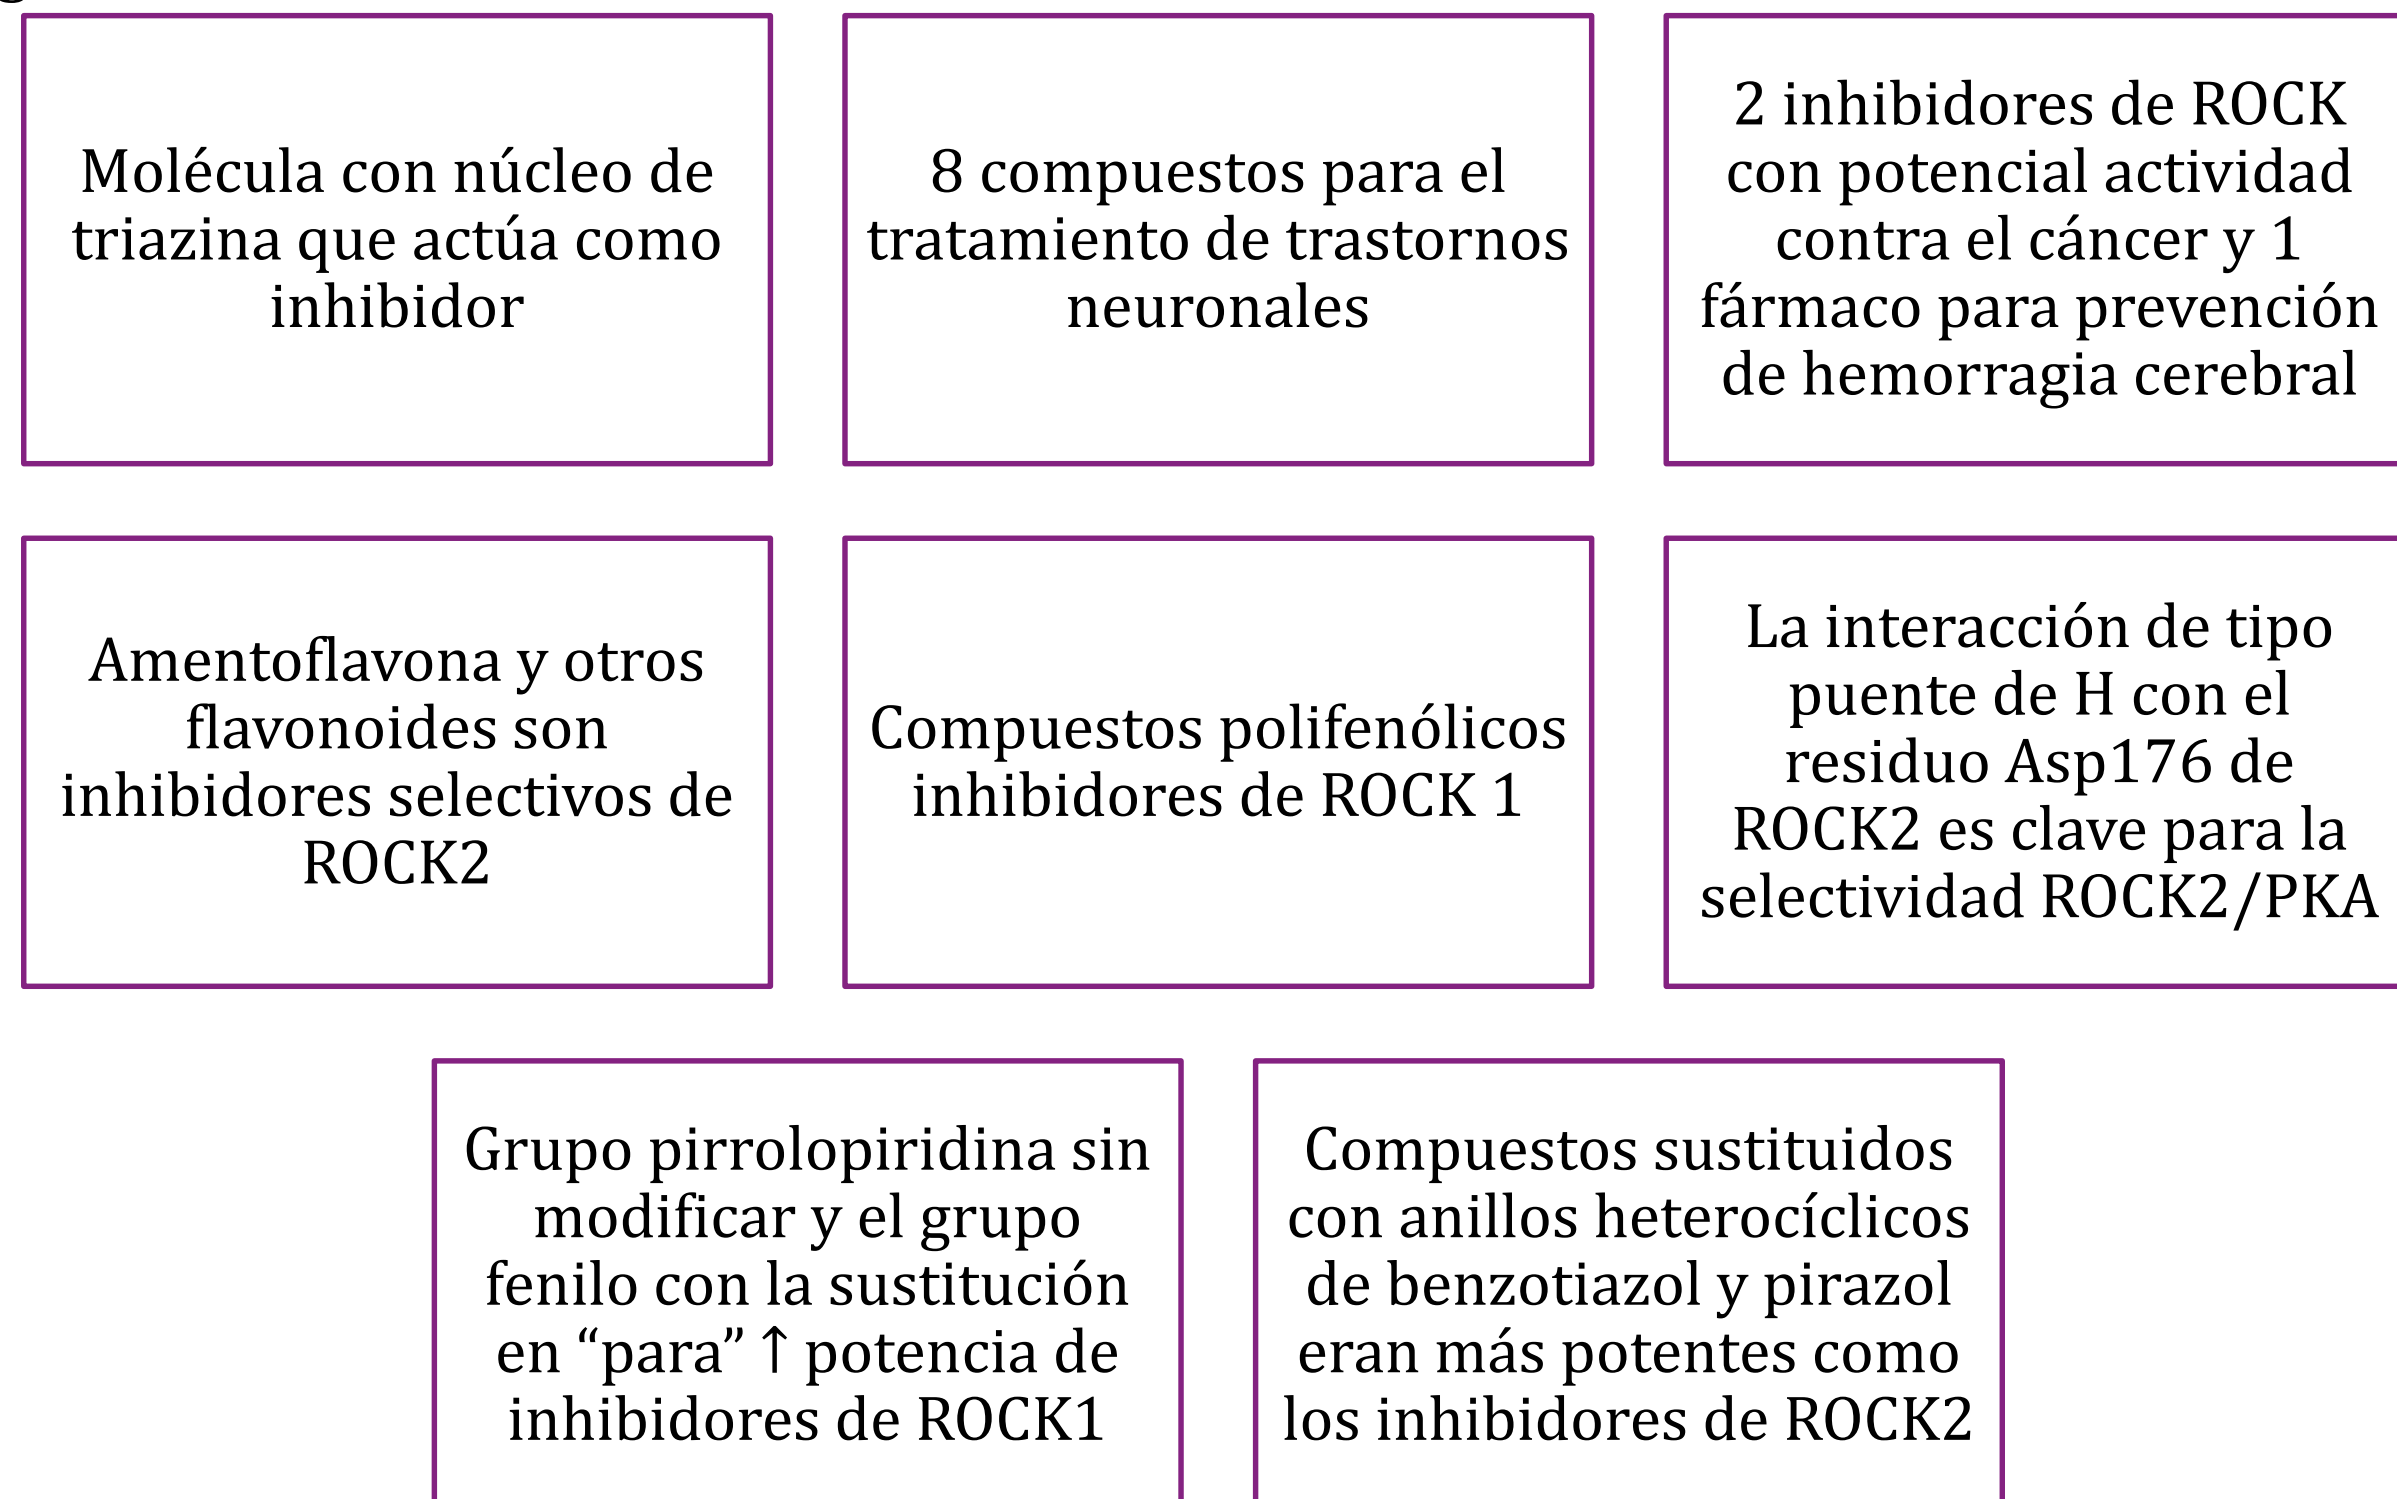 Molécula con núcleo de
triazina que actúa como
inhibidor
8 compuestos para el
tratamiento de trastornos
neuronales
2 inhibidores de ROCK
con potencial actividad
contra el cáncer y 1
fármaco para prevención
de hemorragia cerebral
Amentoflavona y otros
flavonoides son
inhibidores selectivos de
ROCK2
Compuestos polifenólicos
inhibidores de ROCK 1
La interacción de tipo
puente de H con el
residuo Asp176 de
ROCK2 es clave para la
selectividad ROCK2/PKA
Grupo pirrolopiridina sin
modificar y el grupo
fenilo con la sustitución
en “para” ↑ potencia de
inhibidores de ROCK1
Compuestos sustituidos
con anillos heterocíclicos
de benzotiazol y pirazol
eran más potentes como
los inhibidores de ROCK2